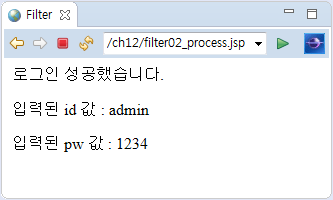 Filter
/ch12/filter02_process.jsp
로그인 성공했습니다.
입력된 id 값 : admin
입력된 pw 값 : 1234